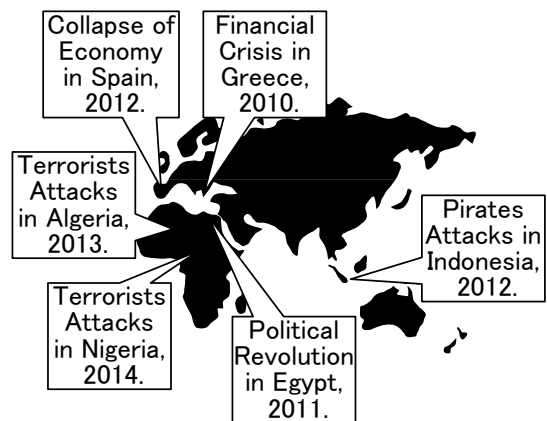 Collapse of
Economy
in Spain,
2012.
Financial
Crisis in
Greece,
2010.
Terrorists
Attacks
in Algeria,
2013.
Pirates
Attacks in
Indonesia,
2012.
Terrorists
Attacks
in Nigeria,
2014.
Political
Revolution
in Egypt,
2011.